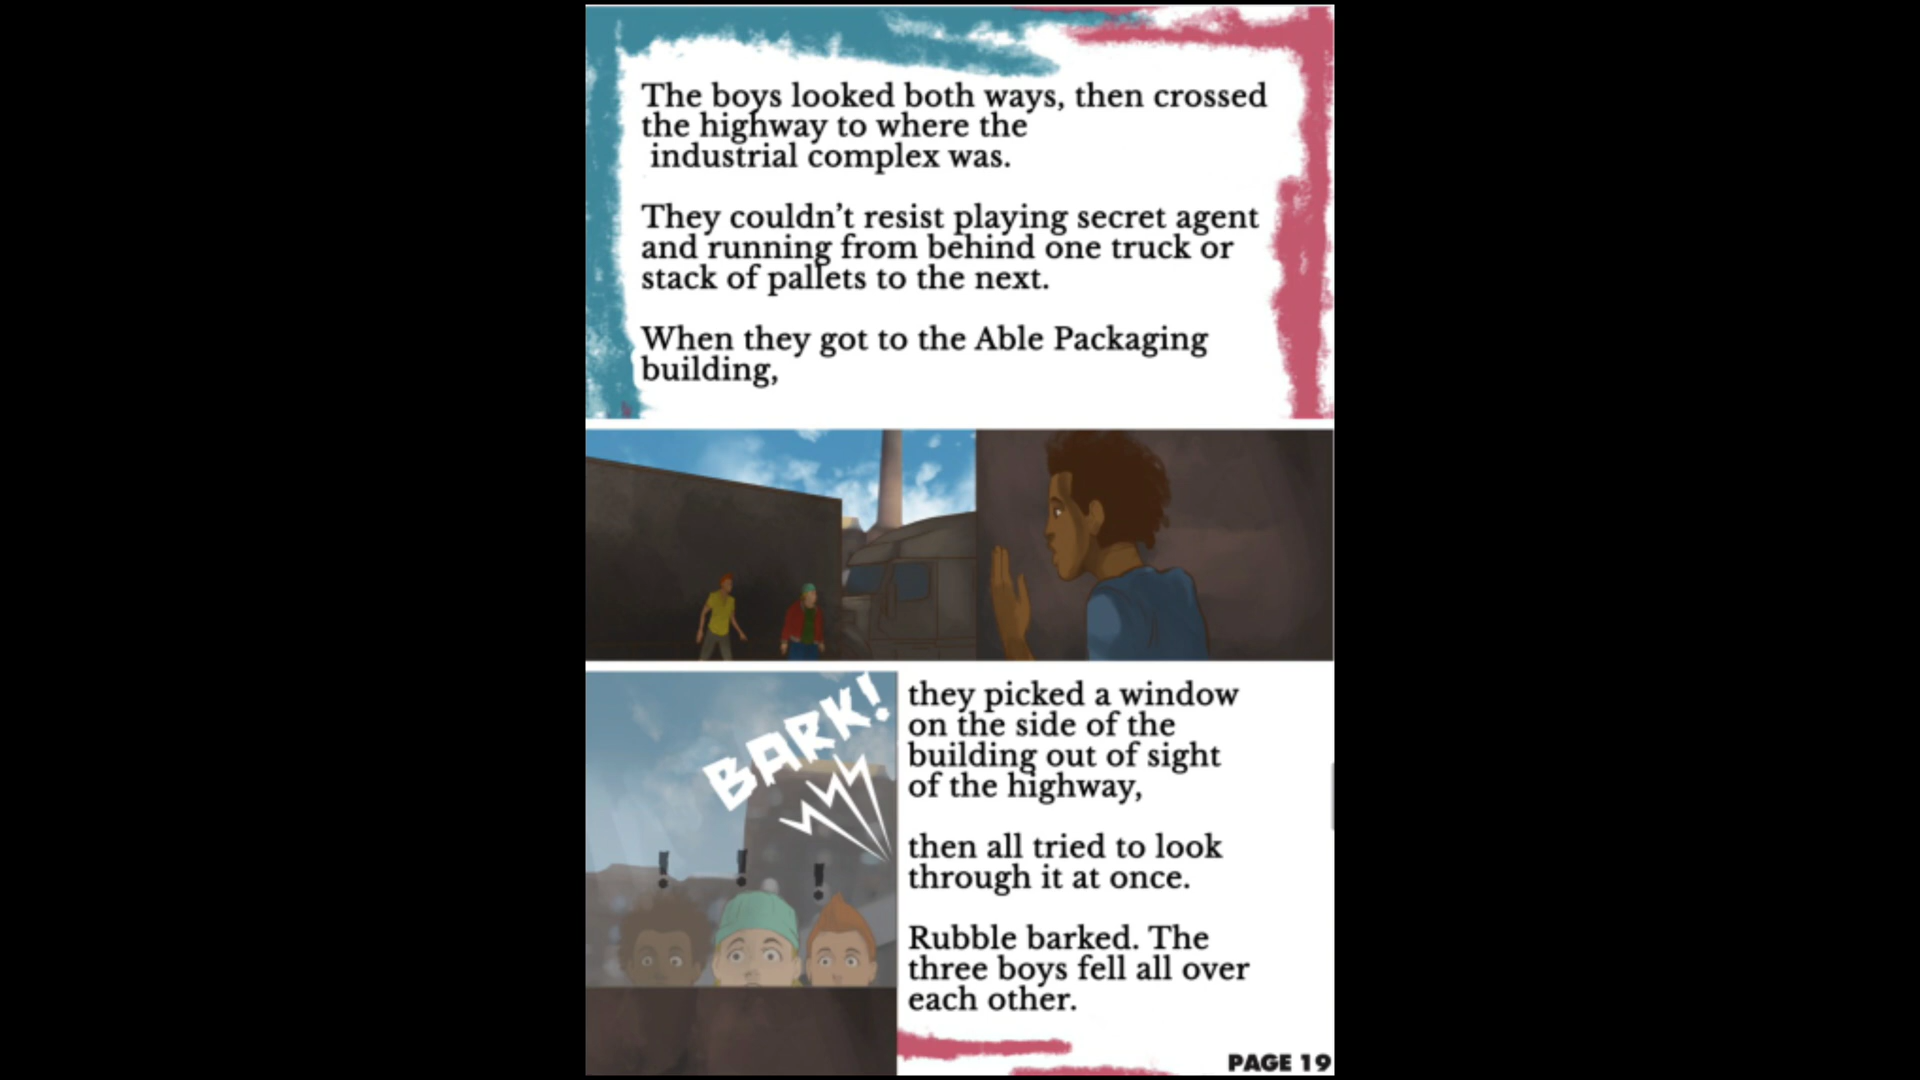 The boys looked both ways, then crossed
the highway to where the
industrial complex was.
They couldn’t resist playing secret agent
and running from behind one truck or
stack of pallets to the next.
When they got to the Able Packaging
building,
BARK!
! ! !
they picked a window
on the side of the
building out of sight
of the highway,
then all tried to look
through it at once.
Rubble barked. The
three boys fell all over
each other.
PAGE 19